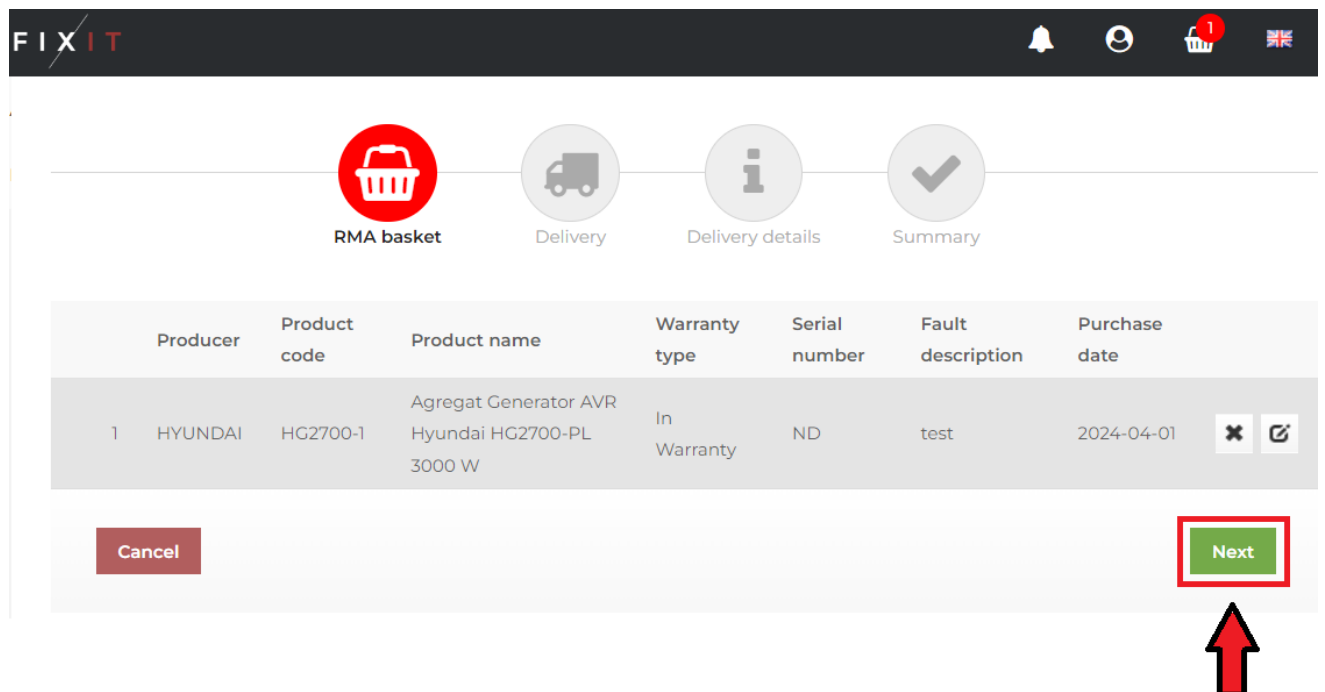 FIXIT
1
RMA basket
Delivery
Delivery details
Summary
Producer
Product
code
Product name
Warranty
type
Serial
number
Fault
description
Purchase
date
1
HYUNDAI
HG2700-1
Agregat Generator AVR
Hyundai HG2700-PL
3000 W
In
Warranty
ND
test
2024-04-01
Cancel
Next